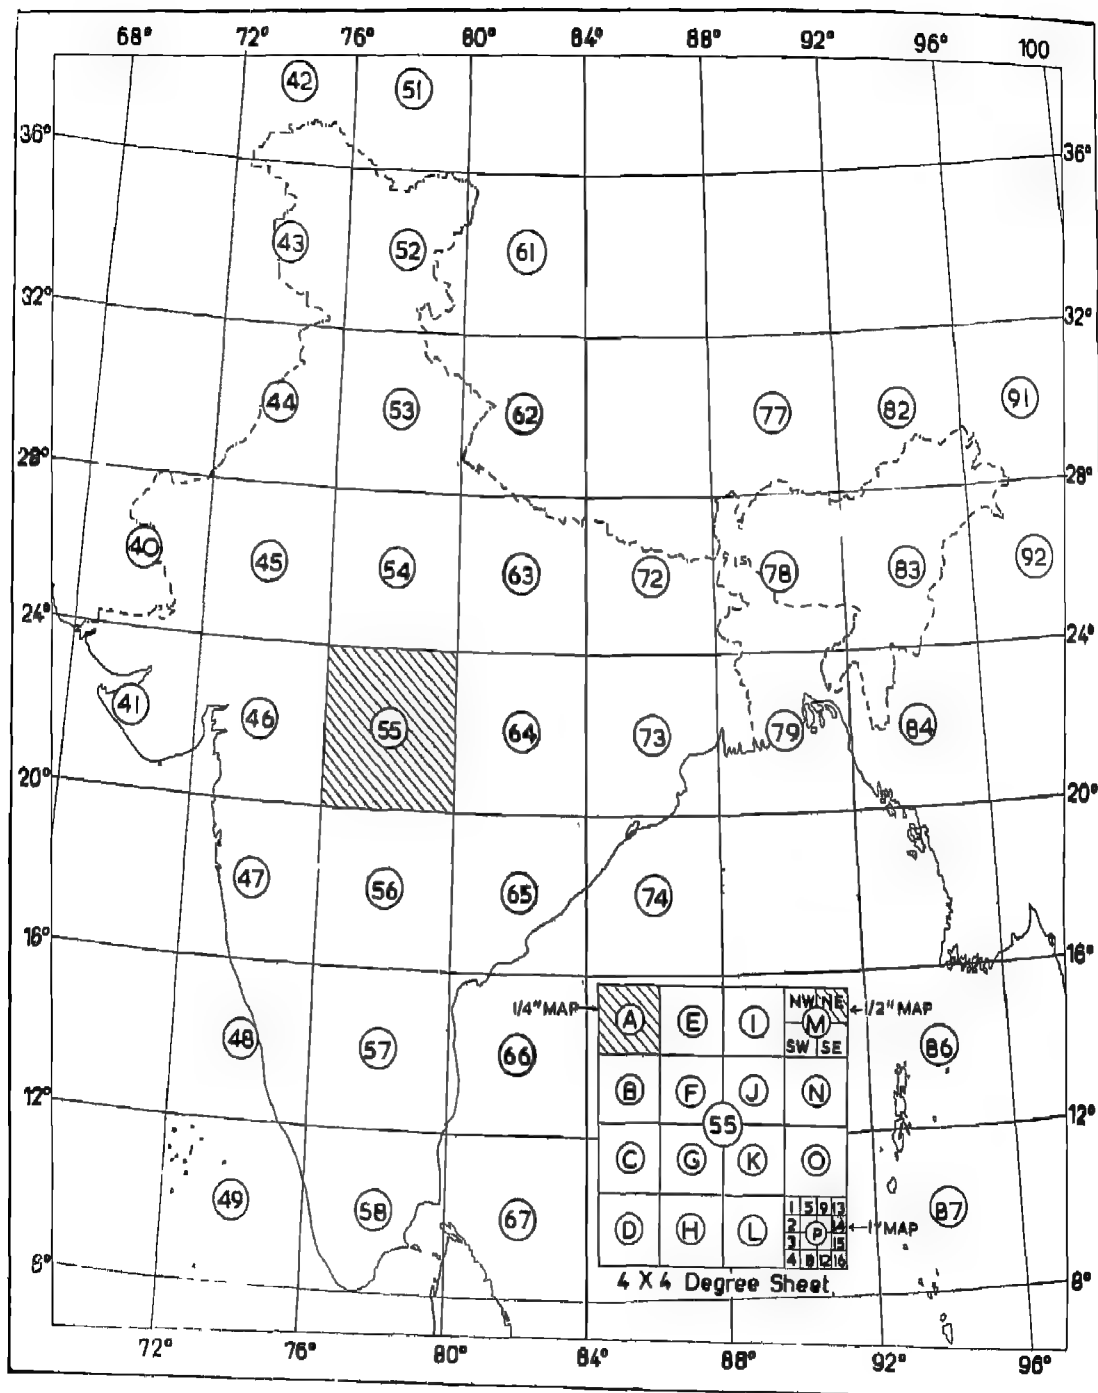 68° 72° 76° 80° 84° 88° 92° 96° 100
42 51
36° 36°
43 52 61
32° 32°
44 53 62 77 82 91
28° 28°
40 45 54 63 72 78 83 92
24° 24°
41 46 55 64 73 79 84
20° 20°
47 56 65 74
16° 16°
1/4" MAP A E I NW NE M SW SE 1/2" MAP
48 57 66 86
B F J N
12° 12°
55
C G K O
49 58 67 87
D H L 1 5 9 13
2 P 14 1" MAP
3 15
4 8 12 16
8° 8°
4 X 4 Degree Sheet
72° 76° 80° 84° 88° 92° 96°